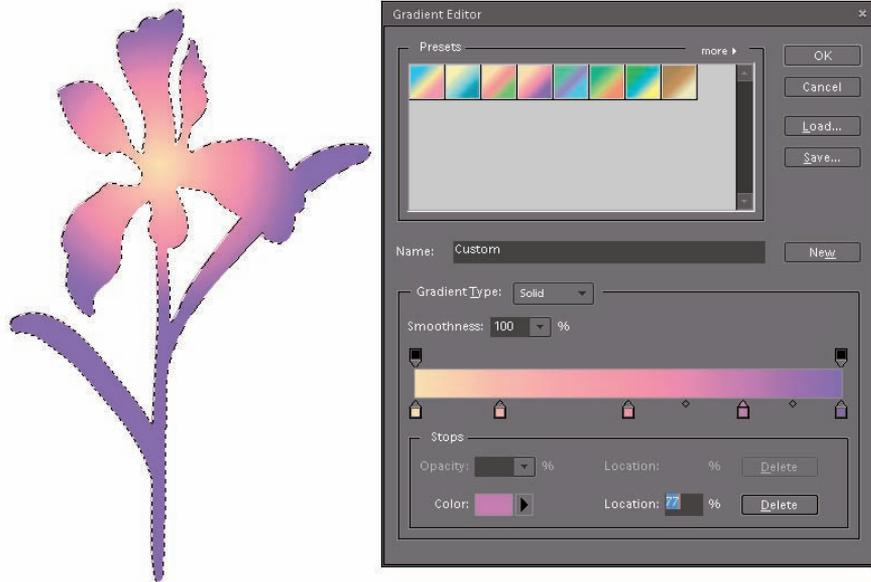 Gradient Editor
Presets
more
OK
Cancel
Load...
Save...
Name: Custom
New
Gradient Type: Solid
Smoothness: 100 %
Stops
Opacity: % Location: % Delete
Color: Location: 77 % Delete